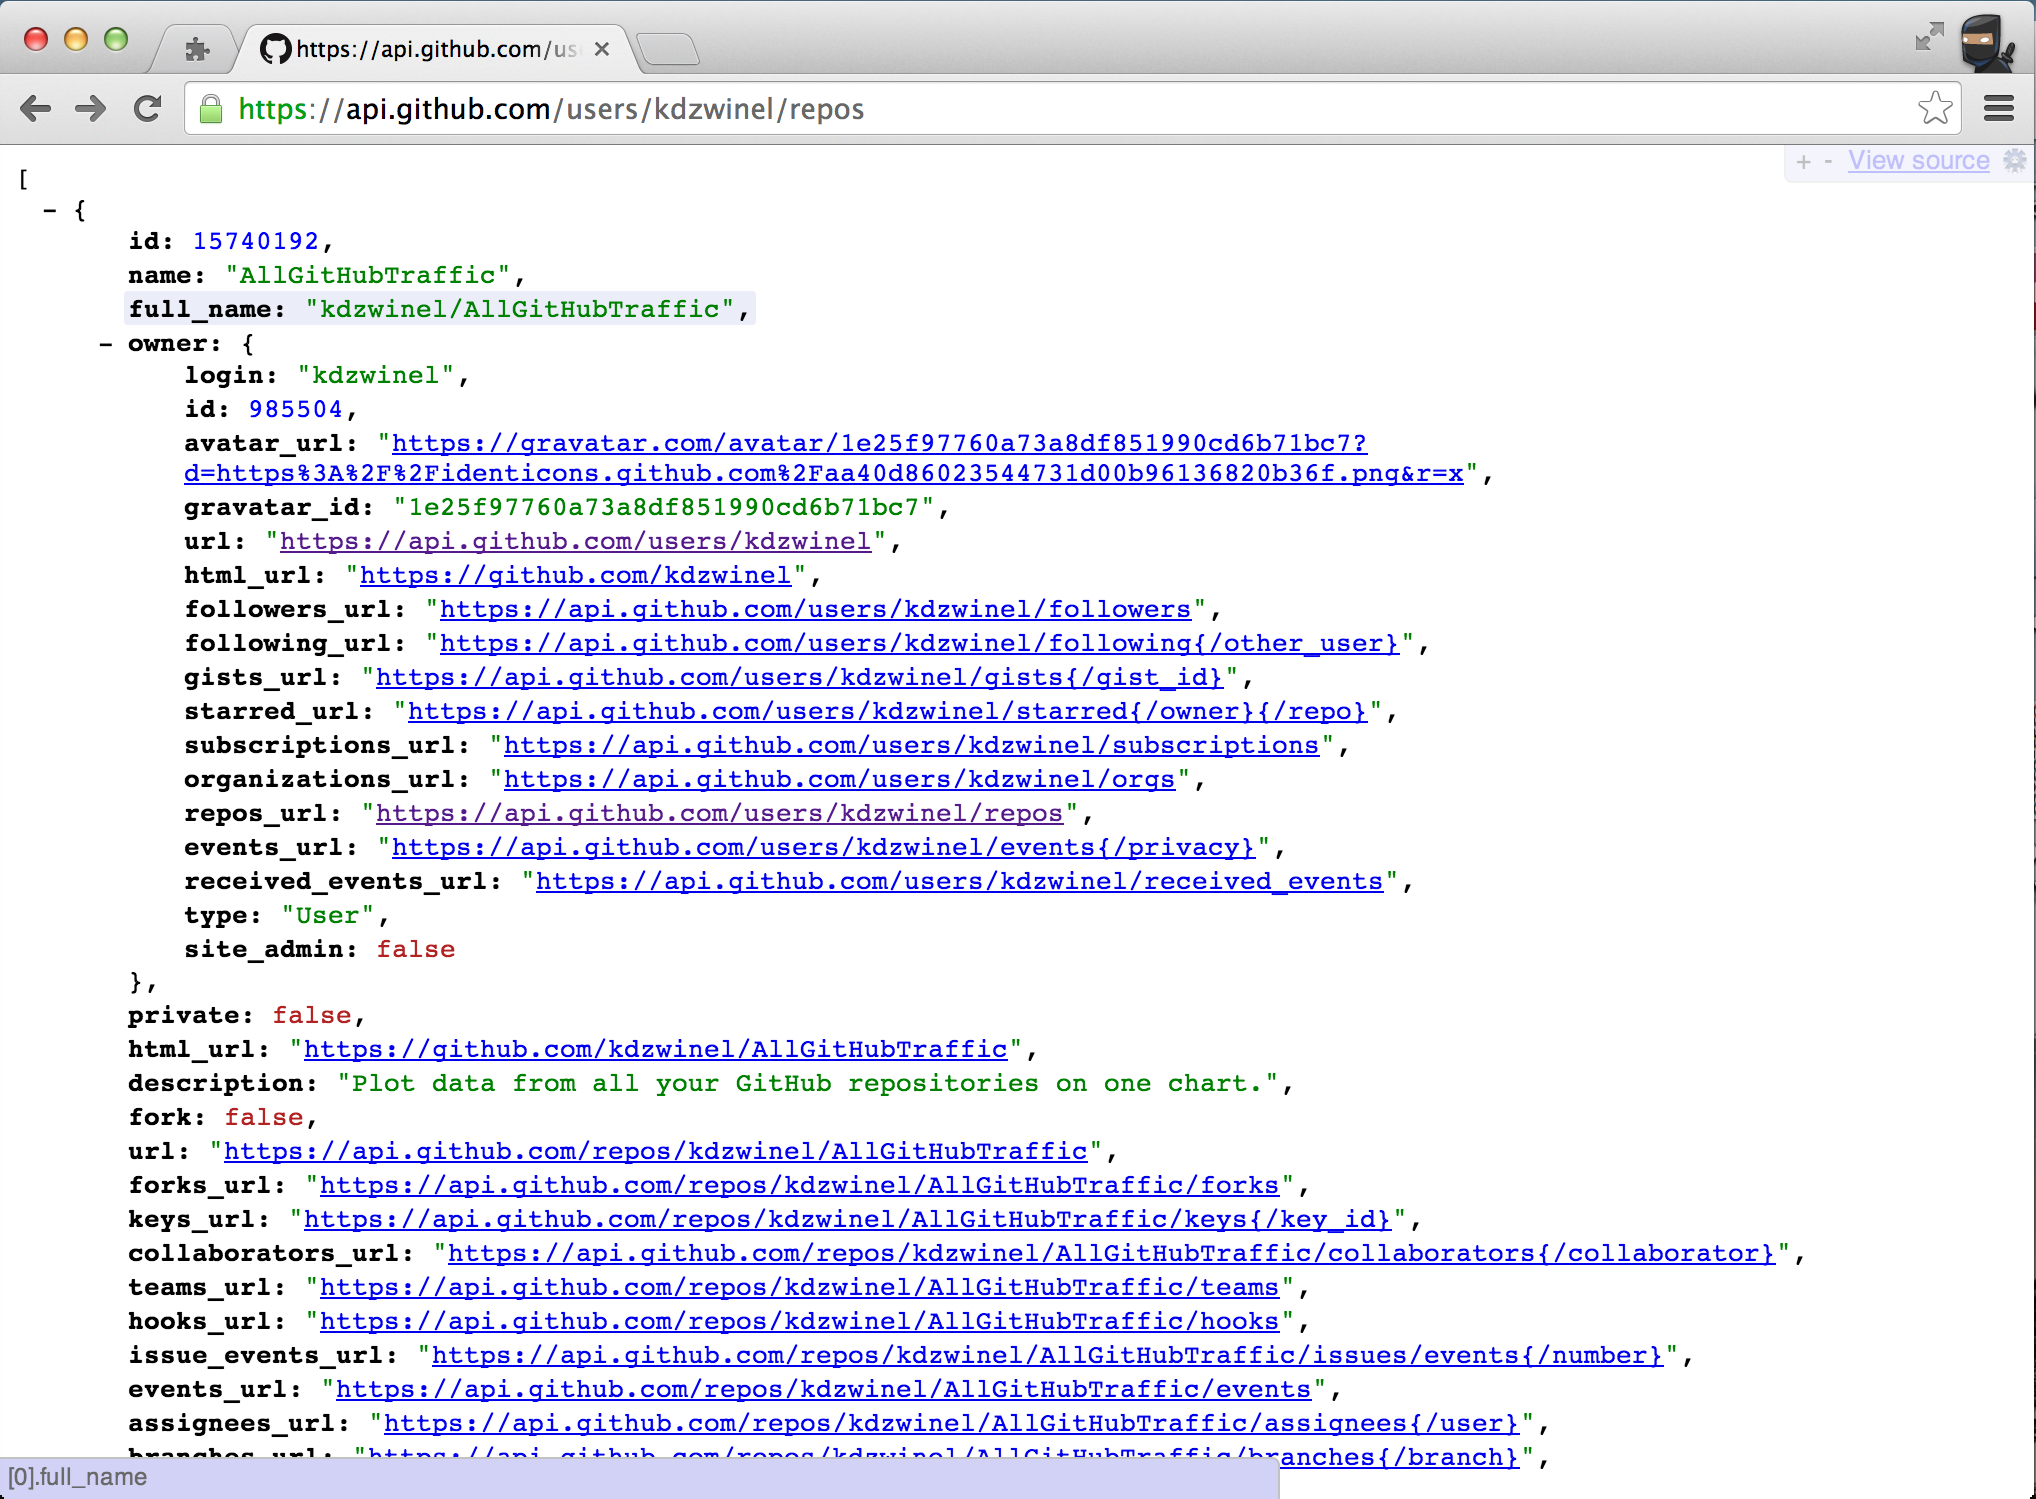 https://api.github.com/us
https://api.github.com/users/kdzwinel/repos
+ - View source
[
- {
id: 15740192,
name: "AllGitHubTraffic",
full_name: "kdzwinel/AllGitHubTraffic",
- owner: {
login: "kdzwinel",
id: 985504,
avatar_url: "https://gravatar.com/avatar/1e25f97760a73a8df851990cd6b71bc7?
d=https%3A%2F%2Fidenticons.github.com%2Faa40d86023544731d00b96136820b36f.png&r=x",
gravatar_id: "1e25f97760a73a8df851990cd6b71bc7",
url: "https://api.github.com/users/kdzwinel",
html_url: "https://github.com/kdzwinel",
followers_url: "https://api.github.com/users/kdzwinel/followers",
following_url: "https://api.github.com/users/kdzwinel/following{/other_user}",
gists_url: "https://api.github.com/users/kdzwinel/gists{/gist_id}",
starred_url: "https://api.github.com/users/kdzwinel/starred{/owner}{/repo}",
subscriptions_url: "https://api.github.com/users/kdzwinel/subscriptions",
organizations_url: "https://api.github.com/users/kdzwinel/orgs",
repos_url: "https://api.github.com/users/kdzwinel/repos",
events_url: "https://api.github.com/users/kdzwinel/events{/privacy}",
received_events_url: "https://api.github.com/users/kdzwinel/received_events",
type: "User",
site_admin: false
},
private: false,
html_url: "https://github.com/kdzwinel/AllGitHubTraffic",
description: "Plot data from all your GitHub repositories on one chart.",
fork: false,
url: "https://api.github.com/repos/kdzwinel/AllGitHubTraffic",
forks_url: "https://api.github.com/repos/kdzwinel/AllGitHubTraffic/forks",
keys_url: "https://api.github.com/repos/kdzwinel/AllGitHubTraffic/keys{/key_id}",
collaborators_url: "https://api.github.com/repos/kdzwinel/AllGitHubTraffic/collaborators{/collaborator}",
teams_url: "https://api.github.com/repos/kdzwinel/AllGitHubTraffic/teams",
hooks_url: "https://api.github.com/repos/kdzwinel/AllGitHubTraffic/hooks",
issue_events_url: "https://api.github.com/repos/kdzwinel/AllGitHubTraffic/issues/events{/number}",
events_url: "https://api.github.com/repos/kdzwinel/AllGitHubTraffic/events",
assignees_url: "https://api.github.com/repos/kdzwinel/AllGitHubTraffic/assignees{/user}",
branches_url: "https://api.github.com/repos/kdzwinel/AllGitHubTraffic/branches{/branch}",
[0].full_name